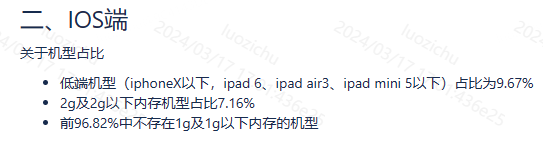 二、IOS端
关于机型占比
低端机型（iphoneX以下，ipad 6、ipad air3、ipad mini 5以下）占比为9.67%
2g及2g以下内存机型占比7.16%
前96.82%中不存在1g及1g以下内存的机型
luozichu
luozichu